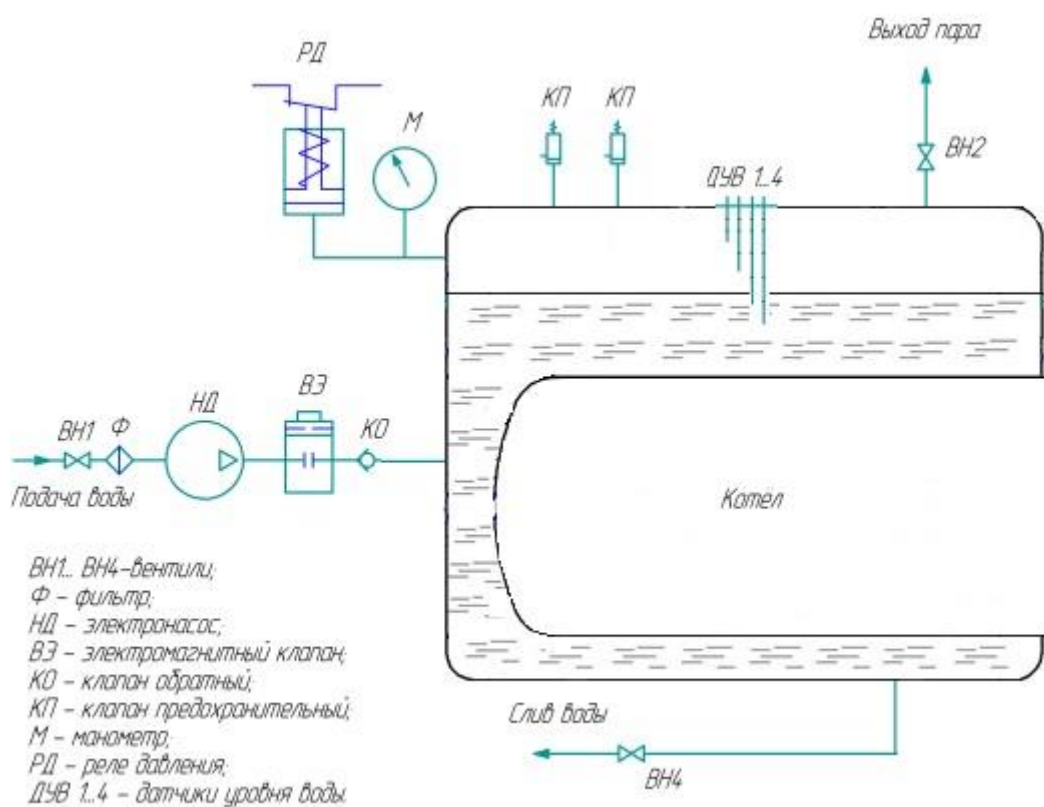 Выход пара
РД
КП КП
М
ВН2
ДУВ 1...4
ВЭ
НД
КО
ВН1 Ф
Подача воды
Котёл
ВН1... ВН4-вентили;
Ф - фильтр;
НД - электронасос;
ВЭ - электромагнитный клапан;
КО - клапан обратный;
КП - клапан предохранительный;
М - манометр;
РД - реле давления;
ДУВ 1...4 - датчики уровня воды.
Слив воды
ВН4